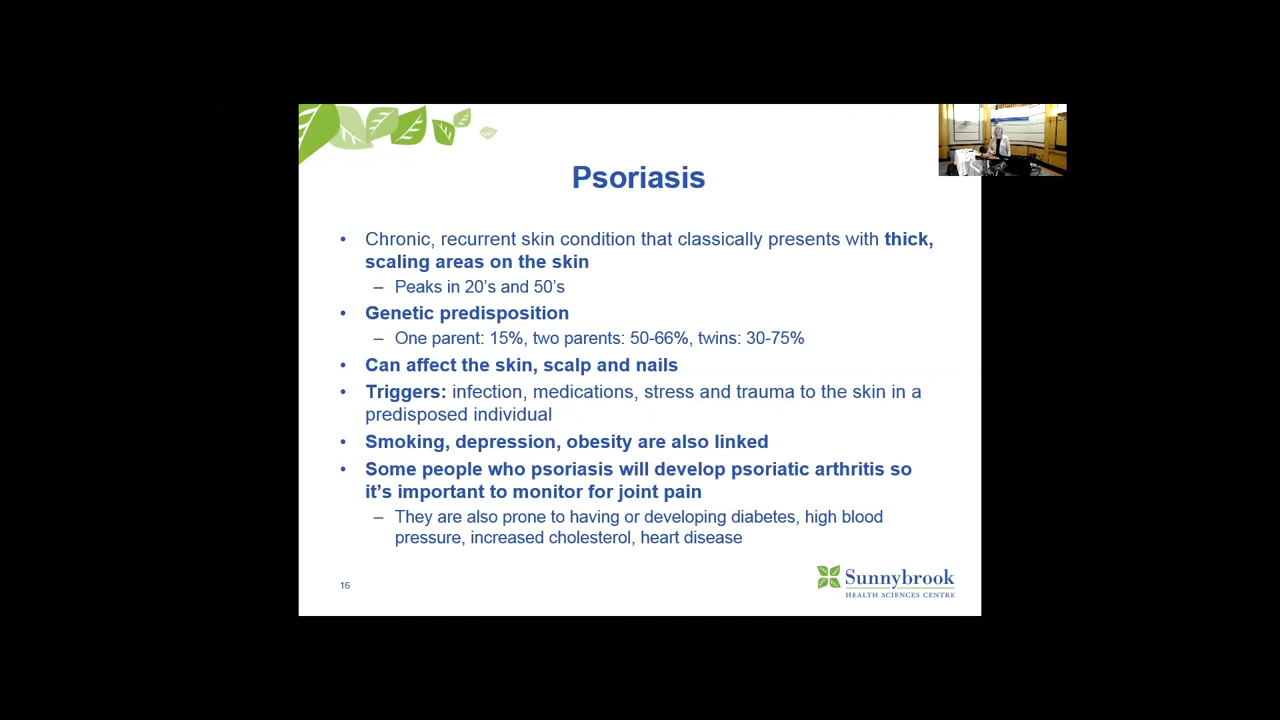 Psoriasis
• Chronic, recurrent skin condition that classically presents with thick,
scaling areas on the skin
– Peaks in 20's and 50's
• Genetic predisposition
– One parent: 15%, two parents: 50-66%, twins: 30-75%
• Can affect the skin, scalp and nails
• Triggers: infection, medications, stress and trauma to the skin in a
predisposed individual
• Smoking, depression, obesity are also linked
• Some people who psoriasis will develop psoriatic arthritis so
it's important to monitor for joint pain
– They are also prone to having or developing diabetes, high blood
pressure, increased cholesterol, heart disease
16
Sunnybrook
HEALTH SCIENCES CENTRE